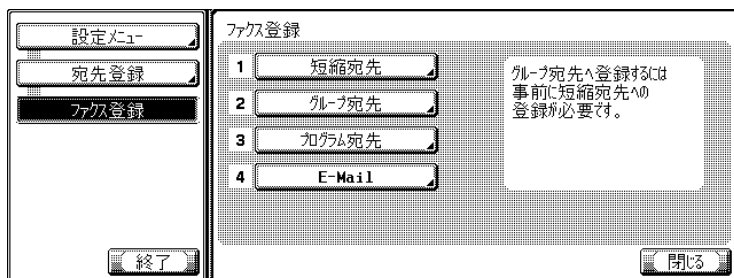 設定ﾒﾆｭｰ
宛先登録
ﾌｧｸｽ登録
終了
ﾌｧｸｽ登録
1 短縮宛先
2 ｸﾞﾙｰﾌﾟ宛先
3 ﾌﾟﾛｸﾞﾗﾑ宛先
4 E-Mail
ｸﾞﾙｰﾌﾟ宛先へ登録するには
事前に短縮宛先への
登録が必要です。
閉じる